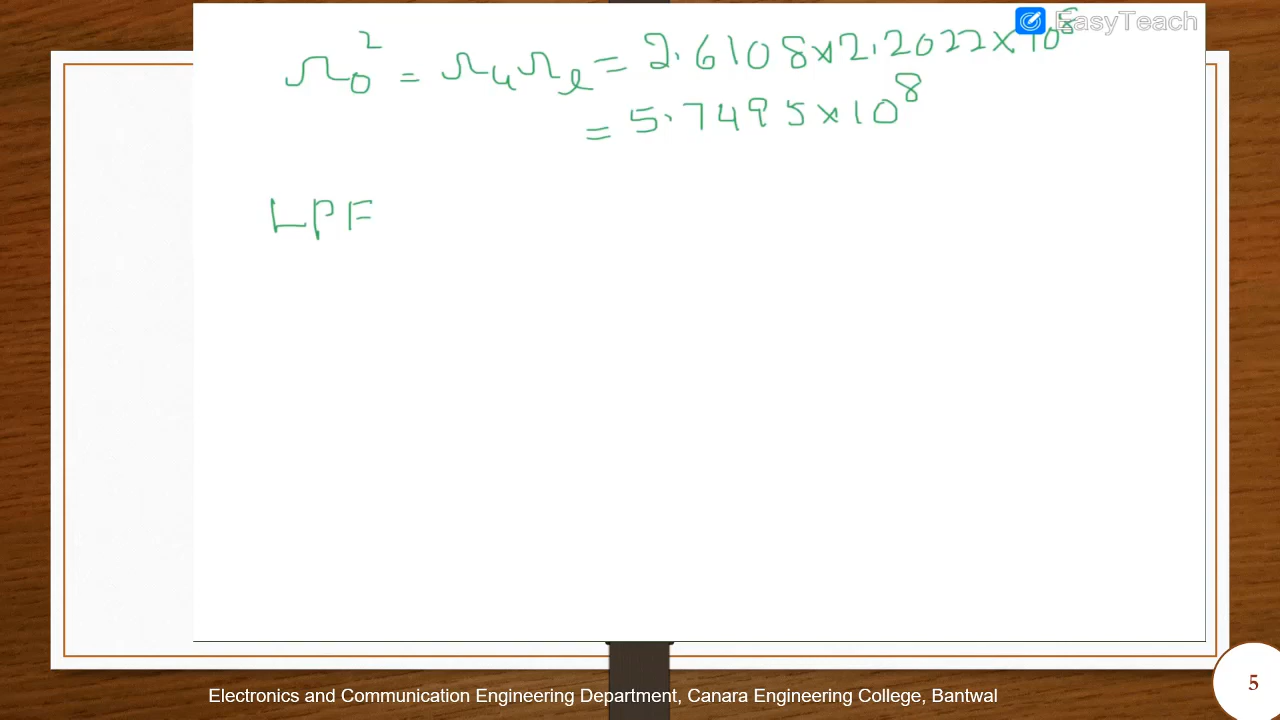 EasyTeach
Ω₀² = ΩᵤΩₗ = 2.6108×2.2022×10⁸
= 5.7495×10⁸
LPF
Electronics and Communication Engineering Department, Canara Engineering College, Bantwal
5